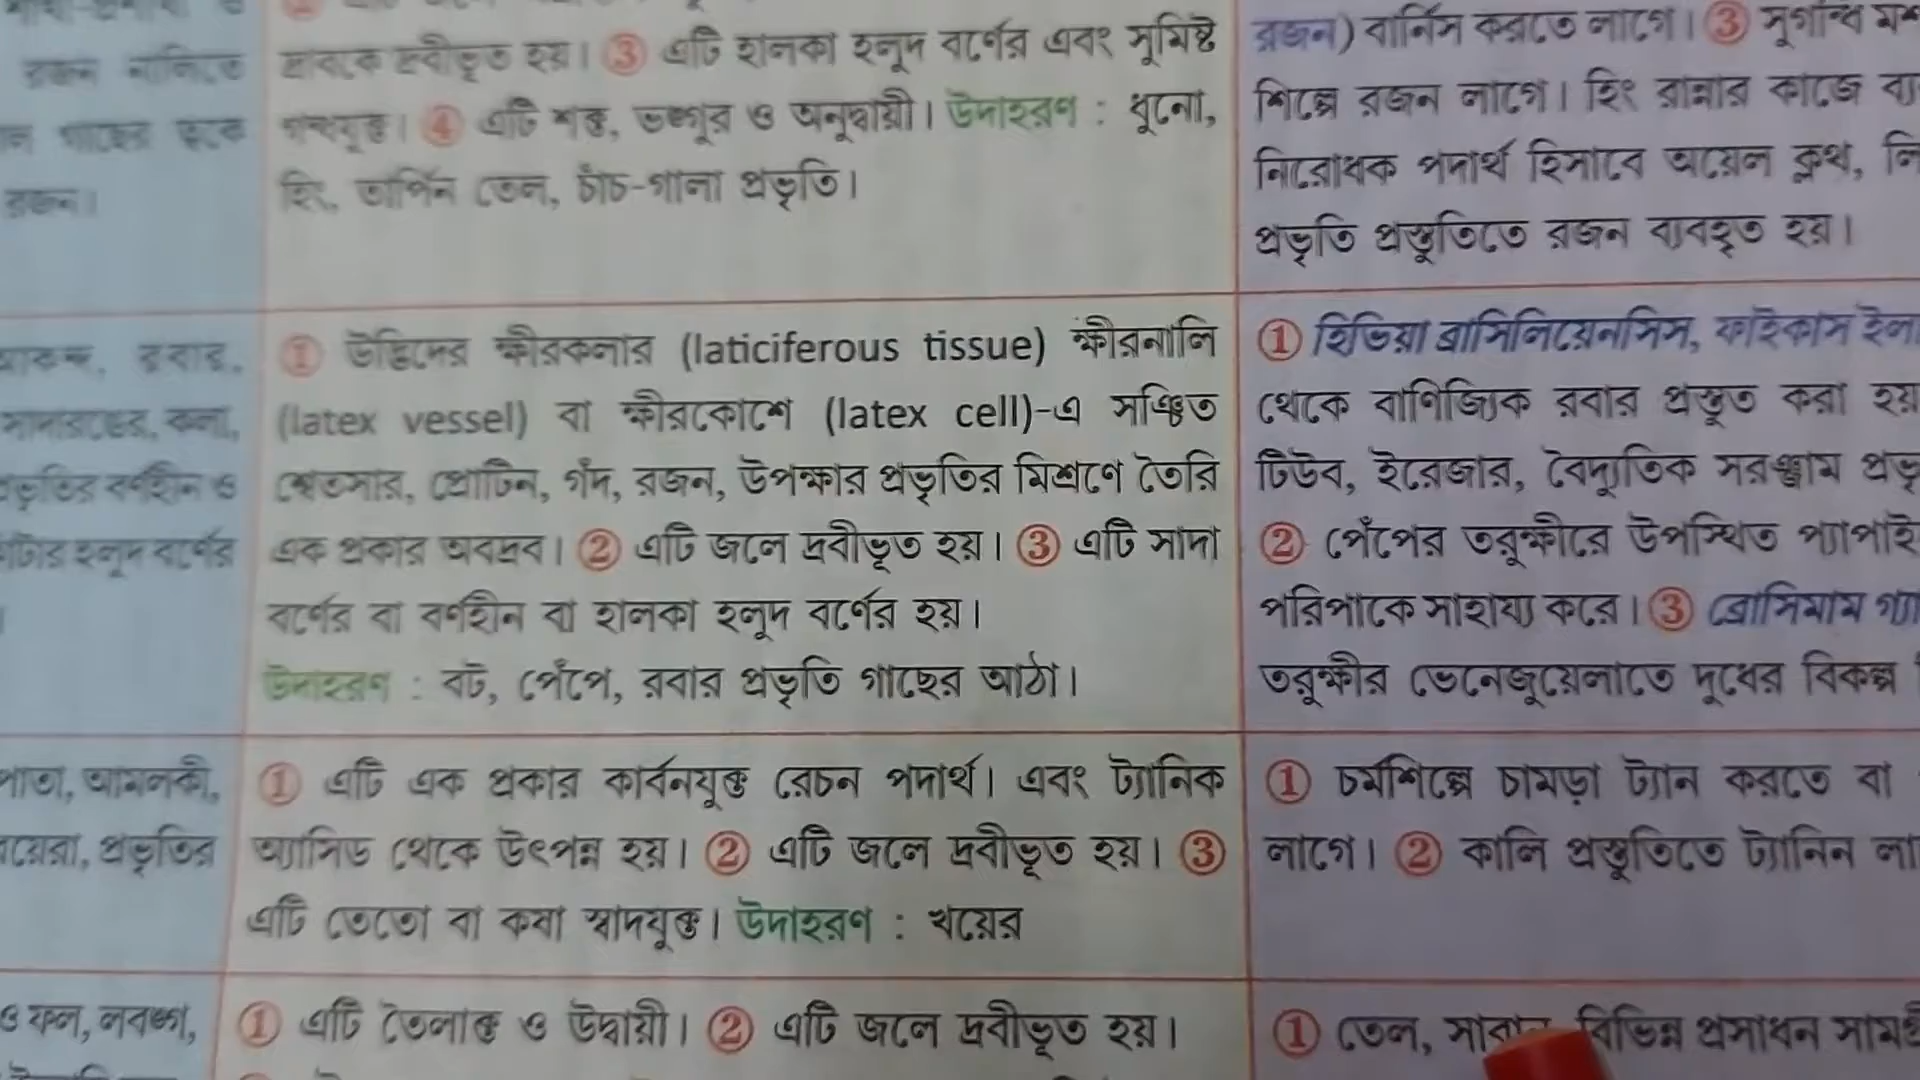 দ্রাবকে দ্রবীভূত হয়। ③ এটি হালকা হলুদ বর্ণের এবং সুমিষ্ট
গন্ধযুক্ত। ④ এটি শক্ত, ভঙ্গুর ও অনুদ্বায়ী। উদাহরণ : ধুনো,
হিং, তার্পিন তেল, চাঁচ-গালা প্রভৃতি।
রজন) বার্নিস করতে লাগে। ③ সুগন্ধি
শিল্পে রজন লাগে। হিং রান্নার কাজে
নিরোধক পদার্থ হিসাবে অয়েল ক্লথ,
প্রভৃতি প্রস্তুতিতে রজন ব্যবহৃত হয়।
রজন।
① উদ্ভিদের ক্ষীরকলার (laticiferous tissue) ক্ষীরনালি
(latex vessel) বা ক্ষীরকোশে (latex cell)-এ সঞ্চিত
শ্বেতসার, প্রোটিন, গঁদ, রজন, উপক্ষার প্রভৃতির মিশ্রণে তৈরি
এক প্রকার অবদ্রব। ② এটি জলে দ্রবীভূত হয়। ③ এটি সাদা
বর্ণের বা বর্ণহীন বা হালকা হলুদ বর্ণের হয়।
উদাহরণ : বট, পেঁপে, রবার প্রভৃতি গাছের আঠা।
① হিভিয়া ব্রাসিলিয়েনসিস, ফাইকাস
থেকে বাণিজ্যিক রবার প্রস্তুত করা হয়
টিউব, ইরেজার, বৈদ্যুতিক সরঞ্জাম
② পেঁপের তরুক্ষীরে উপস্থিত
পরিপাকে সাহায্য করে। ③ ব্রোসিমাম
তরুক্ষীর ভেনেজুয়েলাতে দুধের বিকল্প
পাতা, আমলকী,
প্রভৃতির
① এটি এক প্রকার কার্বনযুক্ত রেচন পদার্থ। এবং ট্যানিক
অ্যাসিড থেকে উৎপন্ন হয়। ② এটি জলে দ্রবীভূত হয়। ③
এটি তেতো বা কষা স্বাদযুক্ত। উদাহরণ : খয়ের
① চর্মশিল্পে চামড়া ট্যান করতে বা
লাগে। ② কালি প্রস্তুতিতে ট্যানিন
ও ফল, লবঙ্গ,
① এটি তৈলাক্ত ও উদ্বায়ী। ② এটি জলে দ্রবীভূত হয়।
① তেল, সাবান বিভিন্ন প্রসাধন